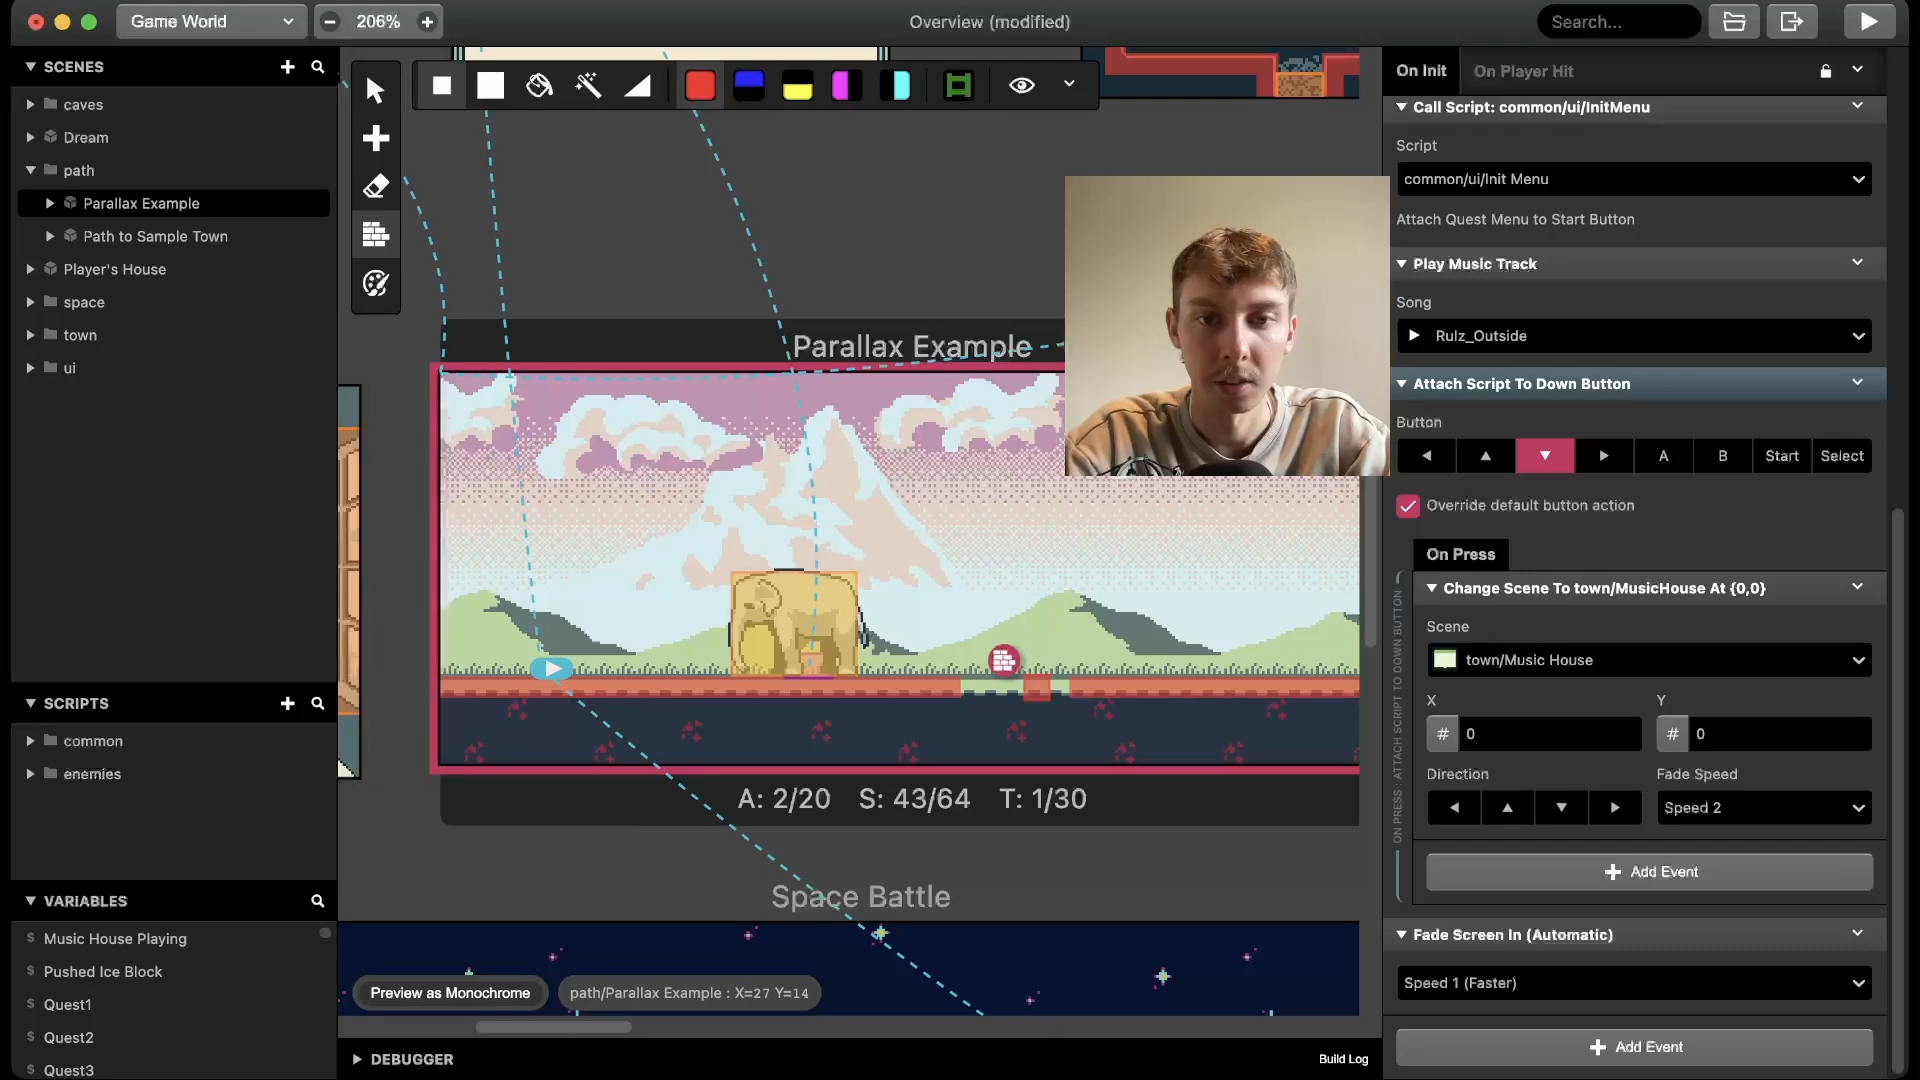 Game World
206%
Overview (modified)
Search...
SCENES
caves
Dream
path
Parallax Example
Path to Sample Town
Player's House
space
town
ui
SCRIPTS
common
enemies
VARIABLES
$ Music House Playing
$ Pushed Ice Block
$ Quest1
$ Quest2
$ Quest3
Parallax Example
A: 2/20 S: 43/64 T: 1/30
Space Battle
Preview as Monochrome
path/Parallax Example : X=27 Y=14
DEBUGGER
Build Log
On Init
On Player Hit
Call Script: common/ui/InitMenu
Script
common/ui/Init Menu
Attach Quest Menu to Start Button
Play Music Track
Song
Rulz_Outside
Attach Script To Down Button
Button
A
B
Start
Select
Override default button action
On Press
ON PRESS : ATTACH SCRIPT TO DOWN BUTTON
Change Scene To town/MusicHouse At {0,0}
Scene
town/Music House
X
Y
# 0
# 0
Direction
Fade Speed
Speed 2
Add Event
Fade Screen In (Automatic)
Speed 1 (Faster)
Add Event